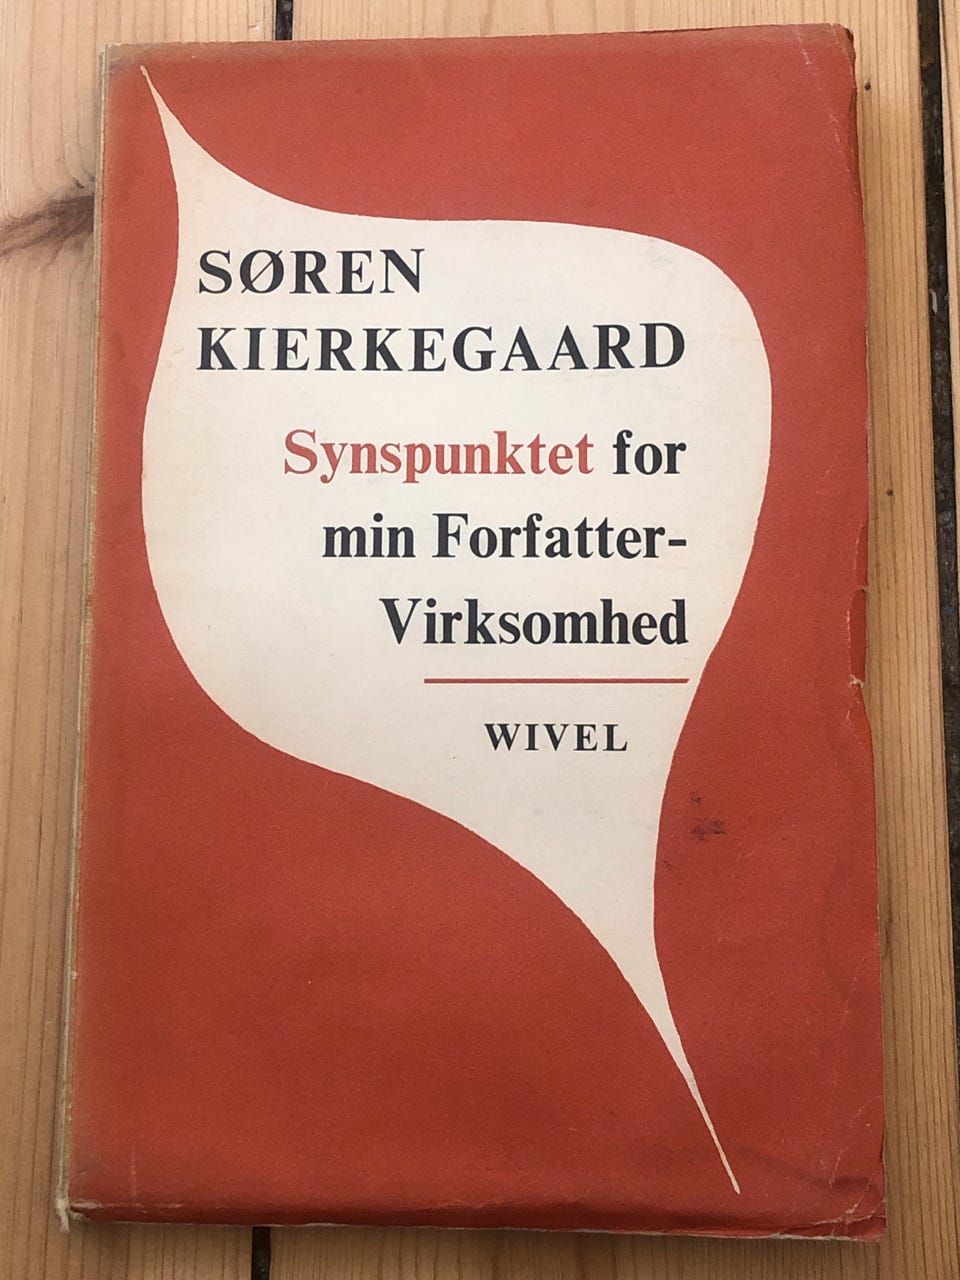 SØREN
KIERKEGAARD
Synspunktet for
min Forfatter-
Virksomhed
WIVEL